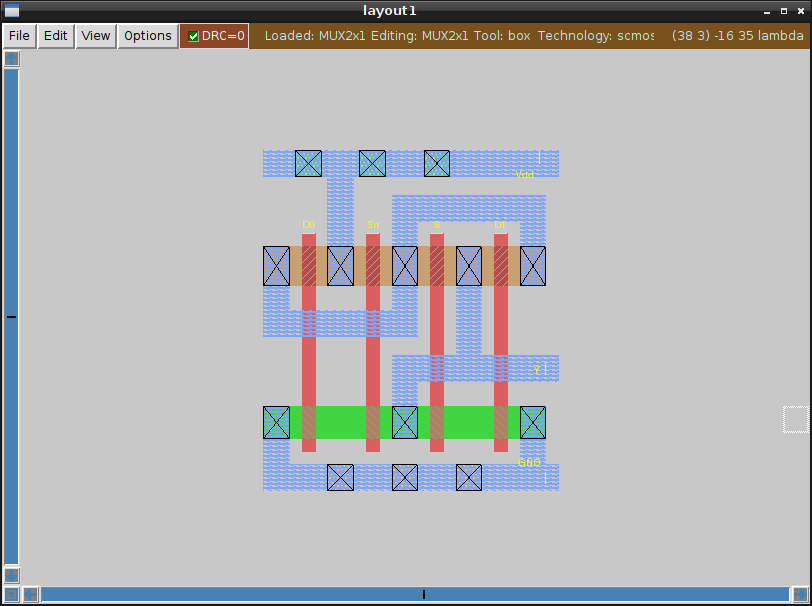 layout1
File Edit View Options DRC=0 Loaded: MUX2x1 Editing: MUX2x1 Tool: box Technology: scmos (38 3) -16 35 lambda
Vdd
D0 Sn S D1
Y
GND